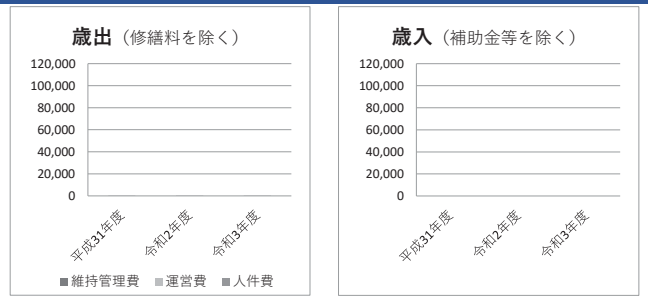 歳出（修繕料を除く）
120,000
100,000
80,000
60,000
40,000
20,000
0
平成31年度
令和2年度
令和3年度
■維持管理費 ■運営費 ■人件費
歳入（補助金等を除く）
120,000
100,000
80,000
60,000
40,000
20,000
0
平成31年度
令和2年度
令和3年度